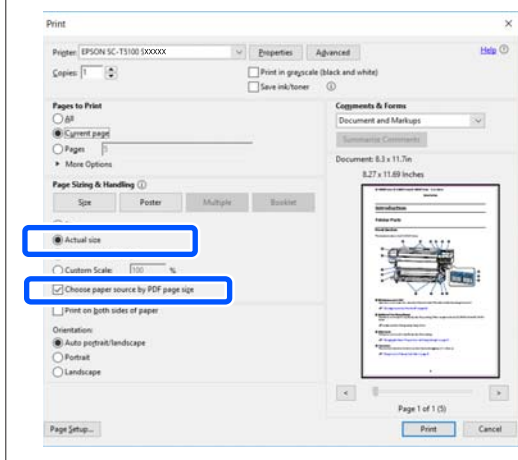 Print
Printer: EPSON SC-T5100 SXXXXX
Properties
Advanced
Help
Copies: 1
Print in grayscale (black and white)
Save ink/toner
Pages to Print
All
Current page
Pages
More Options
Comments & Forms
Document and Markups
Summarize Comments
Document: 8.3 x 11.7in
8.27 x 11.69 Inches
Page Sizing & Handling
Size
Poster
Multiple
Booklet
Actual size
Custom Scale: 100 %
Choose paper source by PDF page size
Print on both sides of paper
Orientation:
Auto portrait/landscape
Portrait
Landscape
Introduction
Printer Parts
<
>
Page 1 of 1 (5)
Page Setup...
Print
Cancel